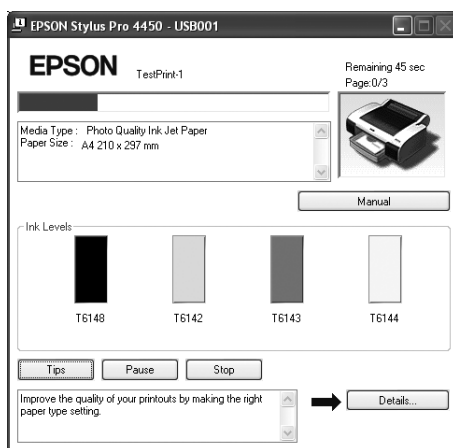 EPSON Stylus Pro 4450 - USB001
EPSON
TestPrint-1
Remaining 45 sec
Page:0/3
Media Type : Photo Quality Ink Jet Paper
Paper Size : A4 210 x 297 mm
Manual
Ink Levels
T6148 T6142 T6143 T6144
Tips Pause Stop
Improve the quality of your printouts by making the right
paper type setting.
Details...